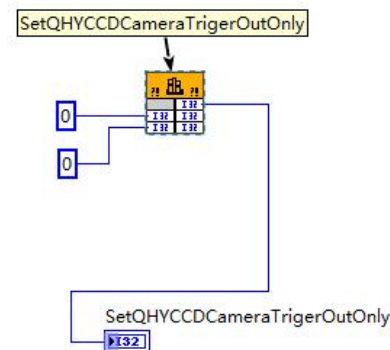 SetQHYCCDCameraTrigerOutOnly
?! ?!
I32
0 I32 I32
I32 I32
0
SetQHYCCDCameraTrigerOutOnly
I32